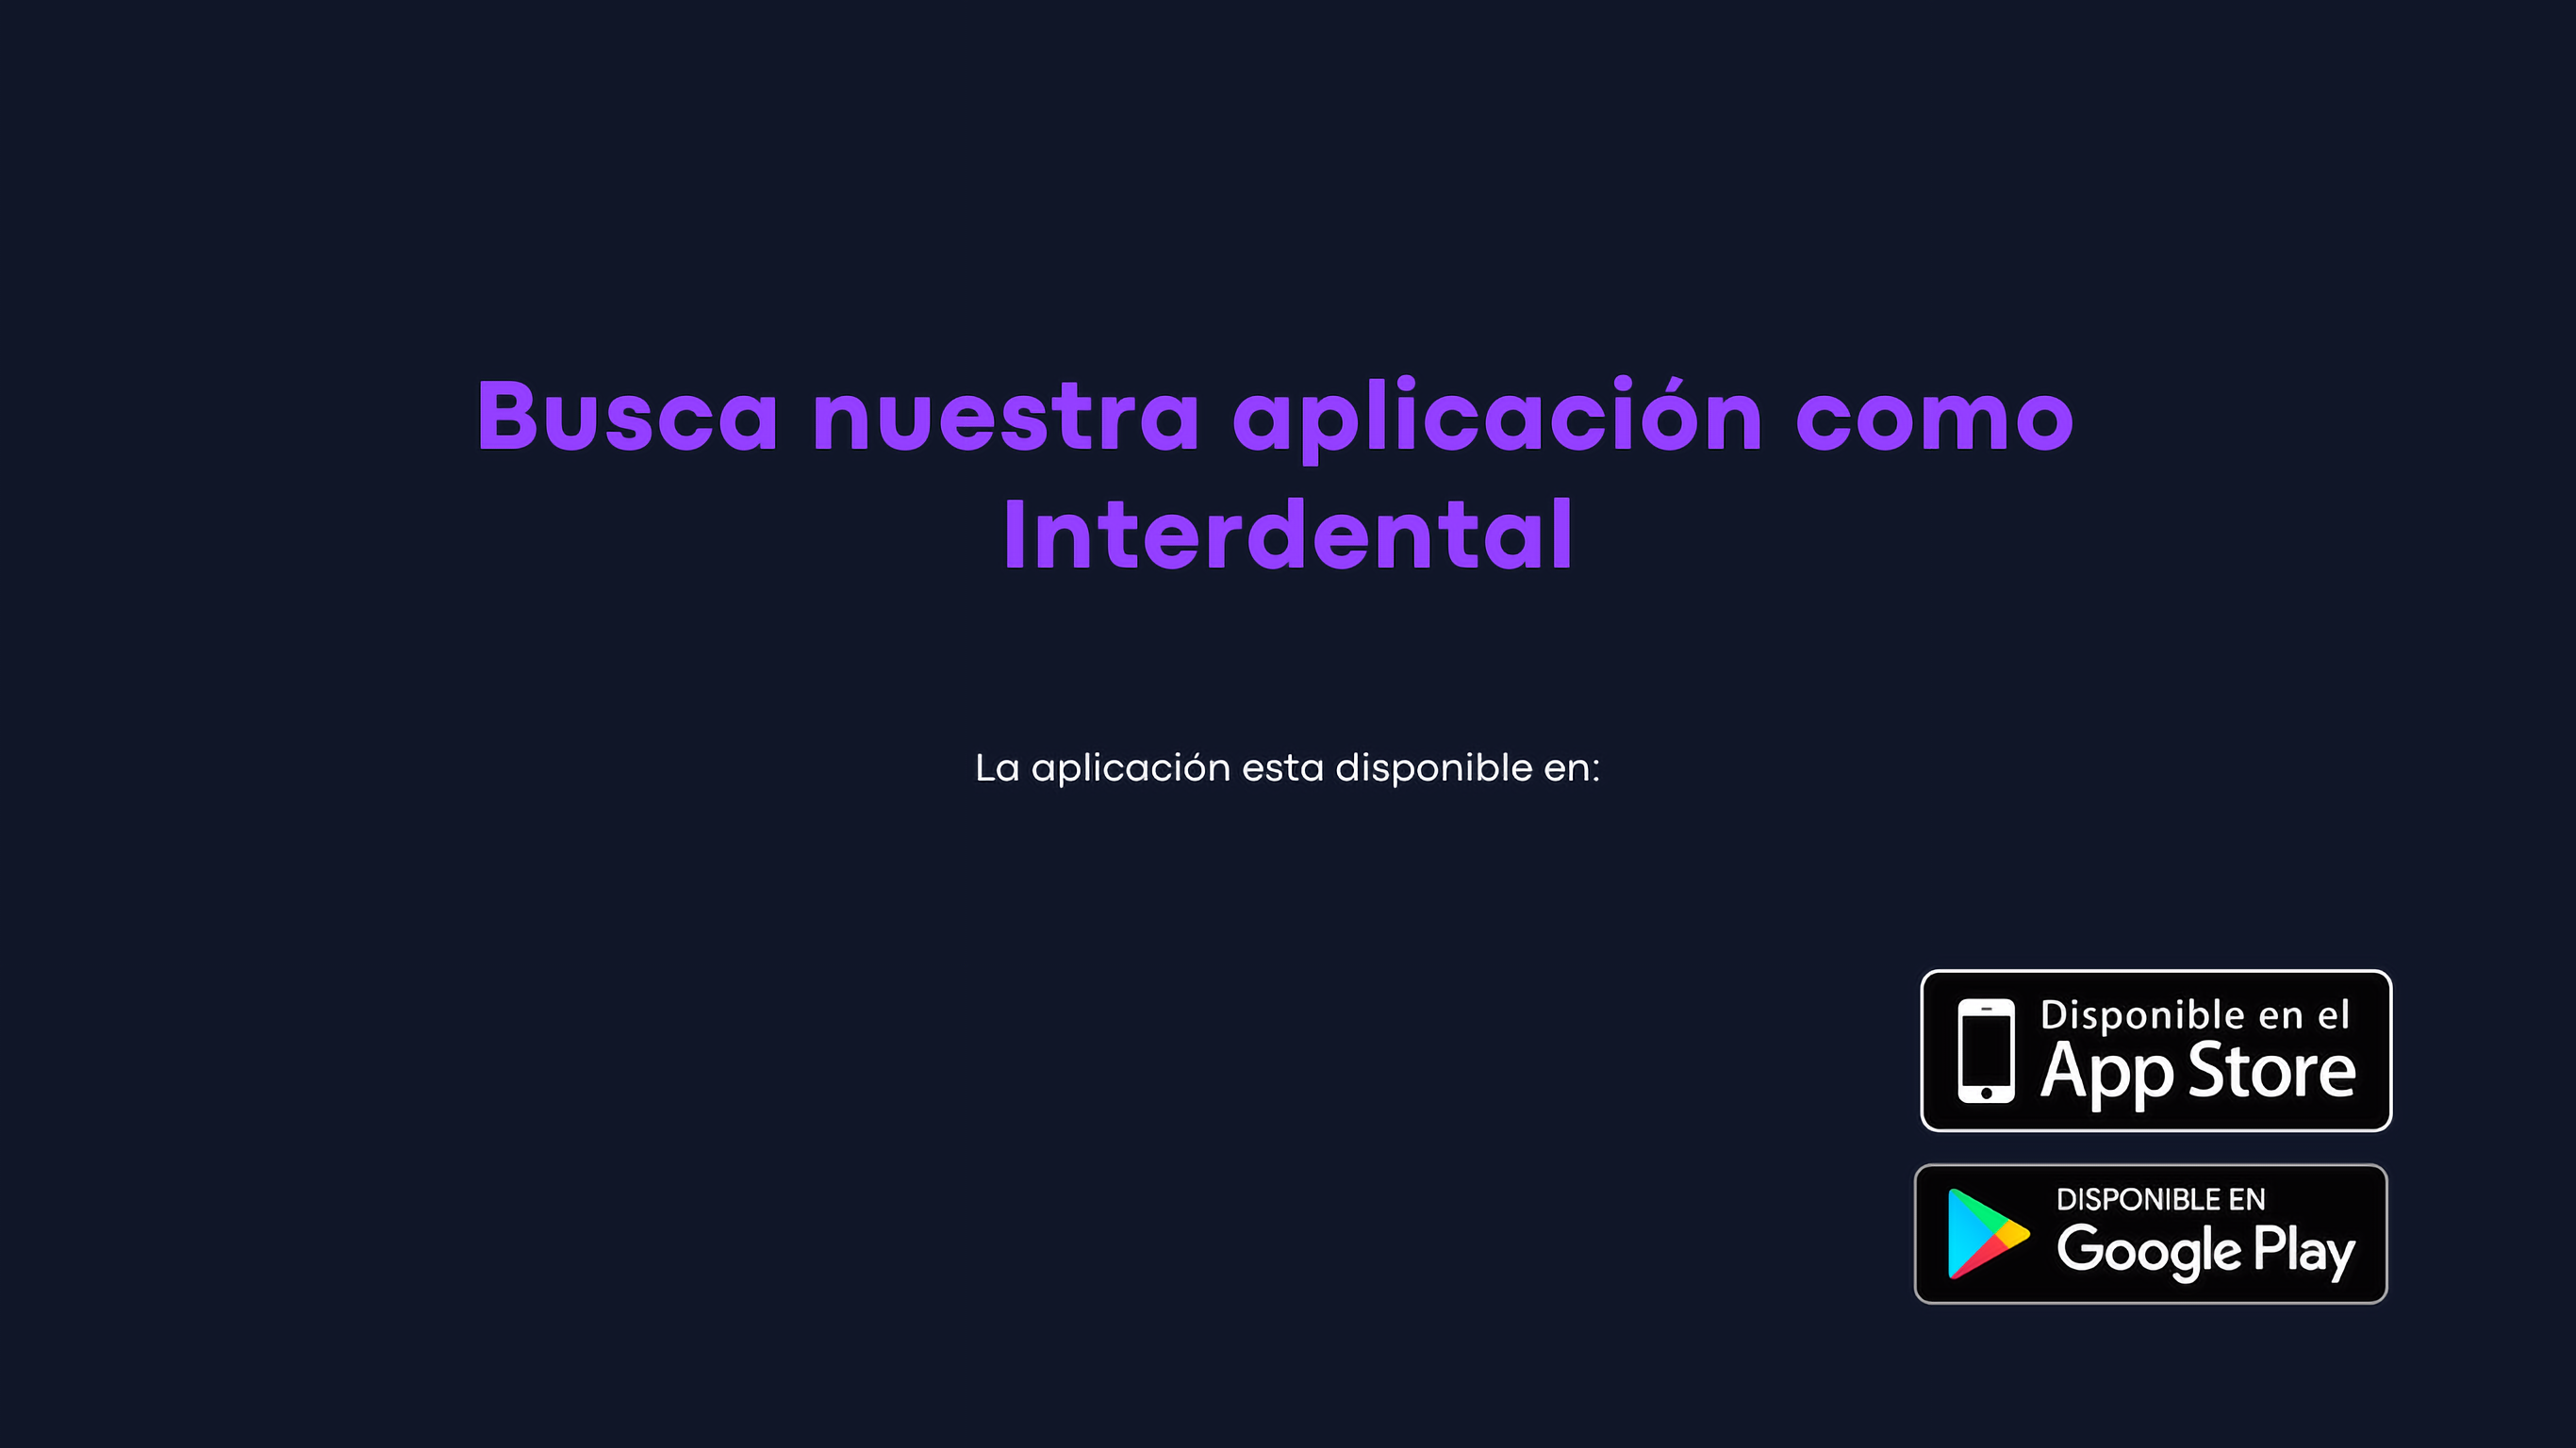 Busca nuestra aplicación como
Interdental
La aplicación esta disponible en:
Disponible en el
App Store
DISPONIBLE EN
Google Play